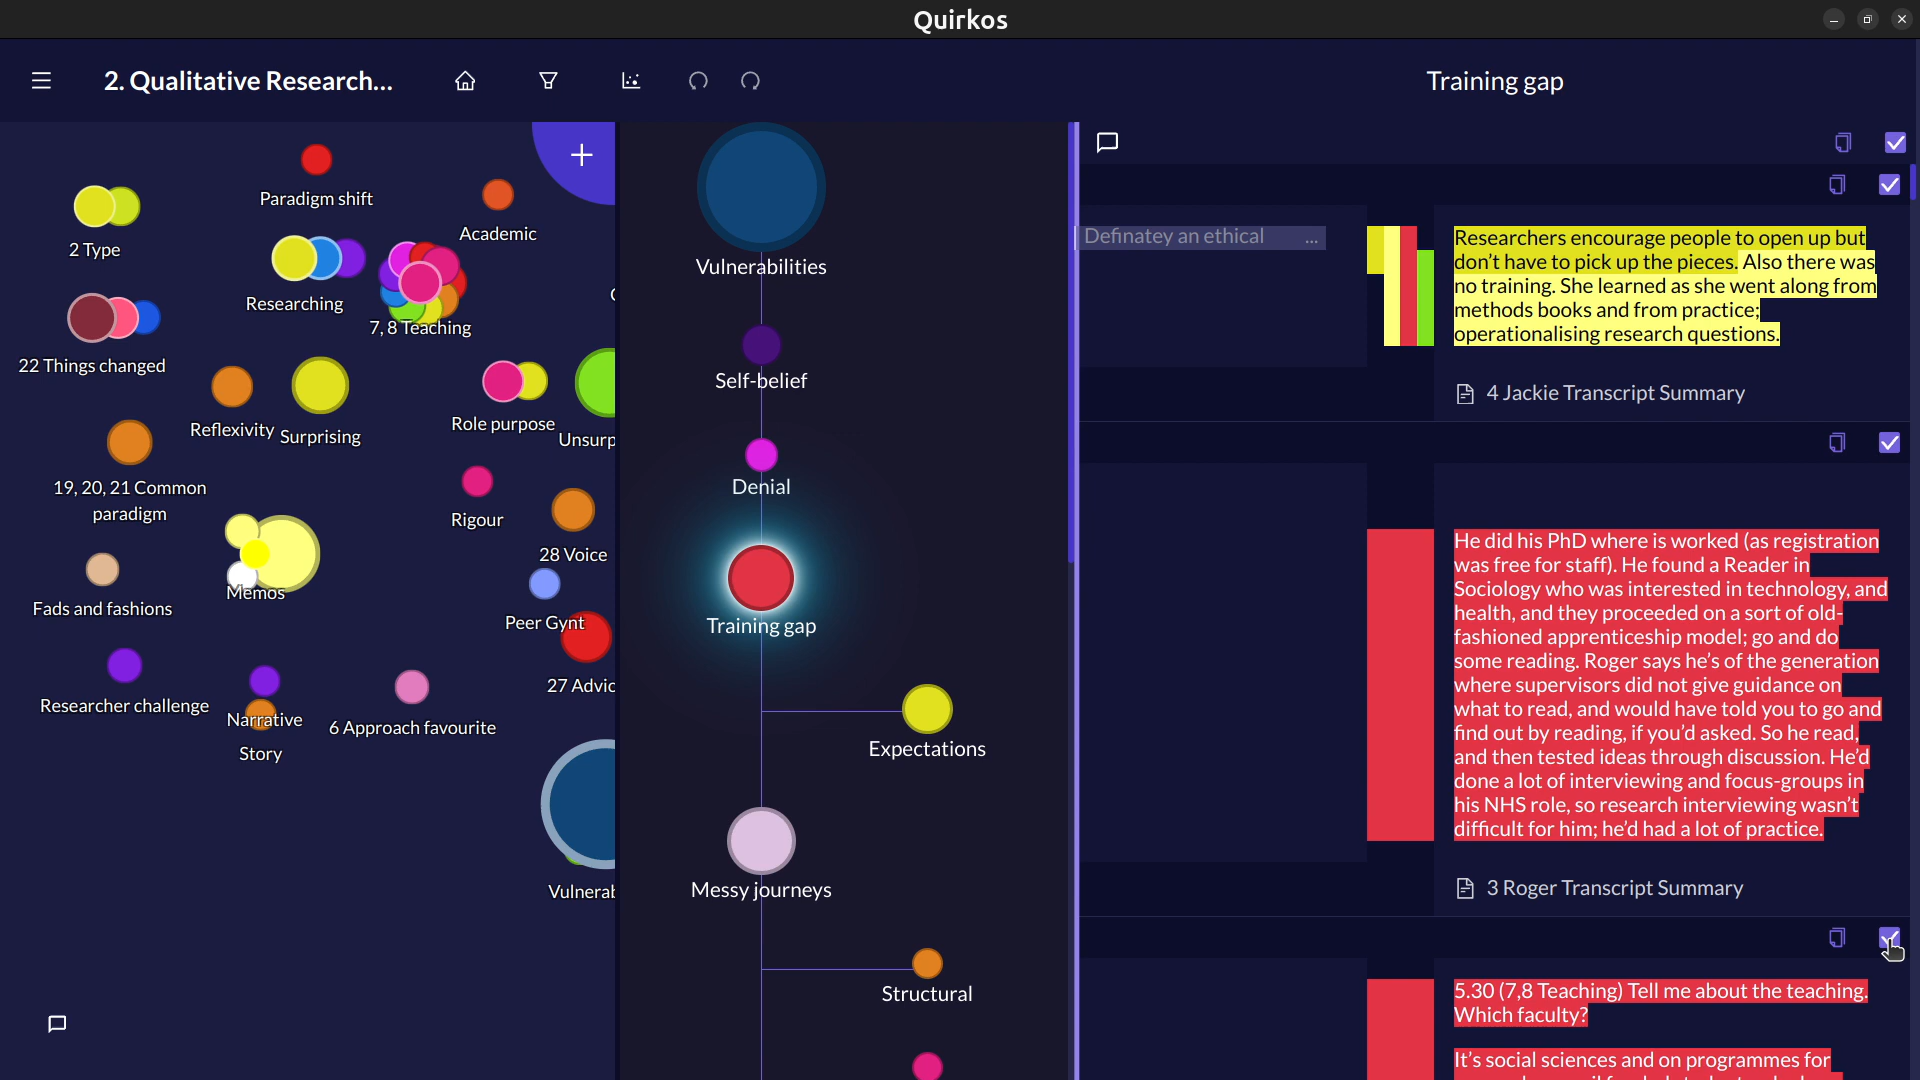 Quirkos
2. Qualitative Research...
Training gap
+
Paradigm shift
Academic
2 Type
Researching
7, 8 Teaching
22 Things changed
Reflexivity
Surprising
Role purpose
Unsurp
19, 20, 21 Common
paradigm
Rigour
28 Voice
Memos
Fads and fashions
Peer Gynt
27 Advic
Researcher challenge
Narrative
Story
6 Approach favourite
Vulnerab
Vulnerabilities
Self-belief
Denial
Training gap
Expectations
Messy journeys
Structural
Definatey an ethical ...
Researchers encourage people to open up but
don't have to pick up the pieces. Also there was
no training. She learned as she went along from
methods books and from practice;
operationalising research questions.
4 Jackie Transcript Summary
He did his PhD where is worked (as registration
was free for staff). He found a Reader in
Sociology who was interested in technology, and
health, and they proceeded on a sort of old-
fashioned apprenticeship model; go and do
some reading. Roger says he's of the generation
where supervisors did not give guidance on
what to read, and would have told you to go and
find out by reading, if you'd asked. So he read,
and then tested ideas through discussion. He'd
done a lot of interviewing and focus-groups in
his NHS role, so research interviewing wasn't
difficult for him; he'd had a lot of practice.
3 Roger Transcript Summary
5.30 (7,8 Teaching) Tell me about the teaching.
Which faculty?
It's social sciences and on programmes for